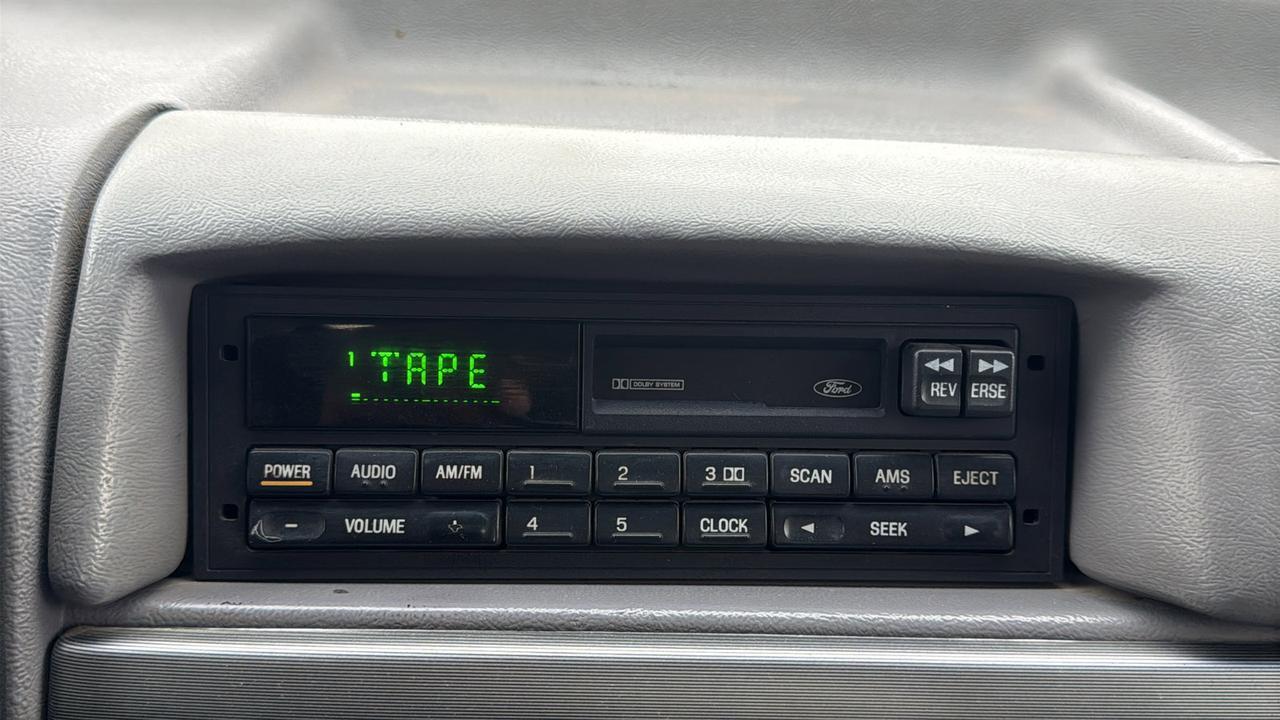 1 TAPE
DOLBY SYSTEM
Ford
REV ERSE
POWER AUDIO AM/FM 1 2 3 SCAN AMS EJECT
− VOLUME 4 5 CLOCK ◄ SEEK ►